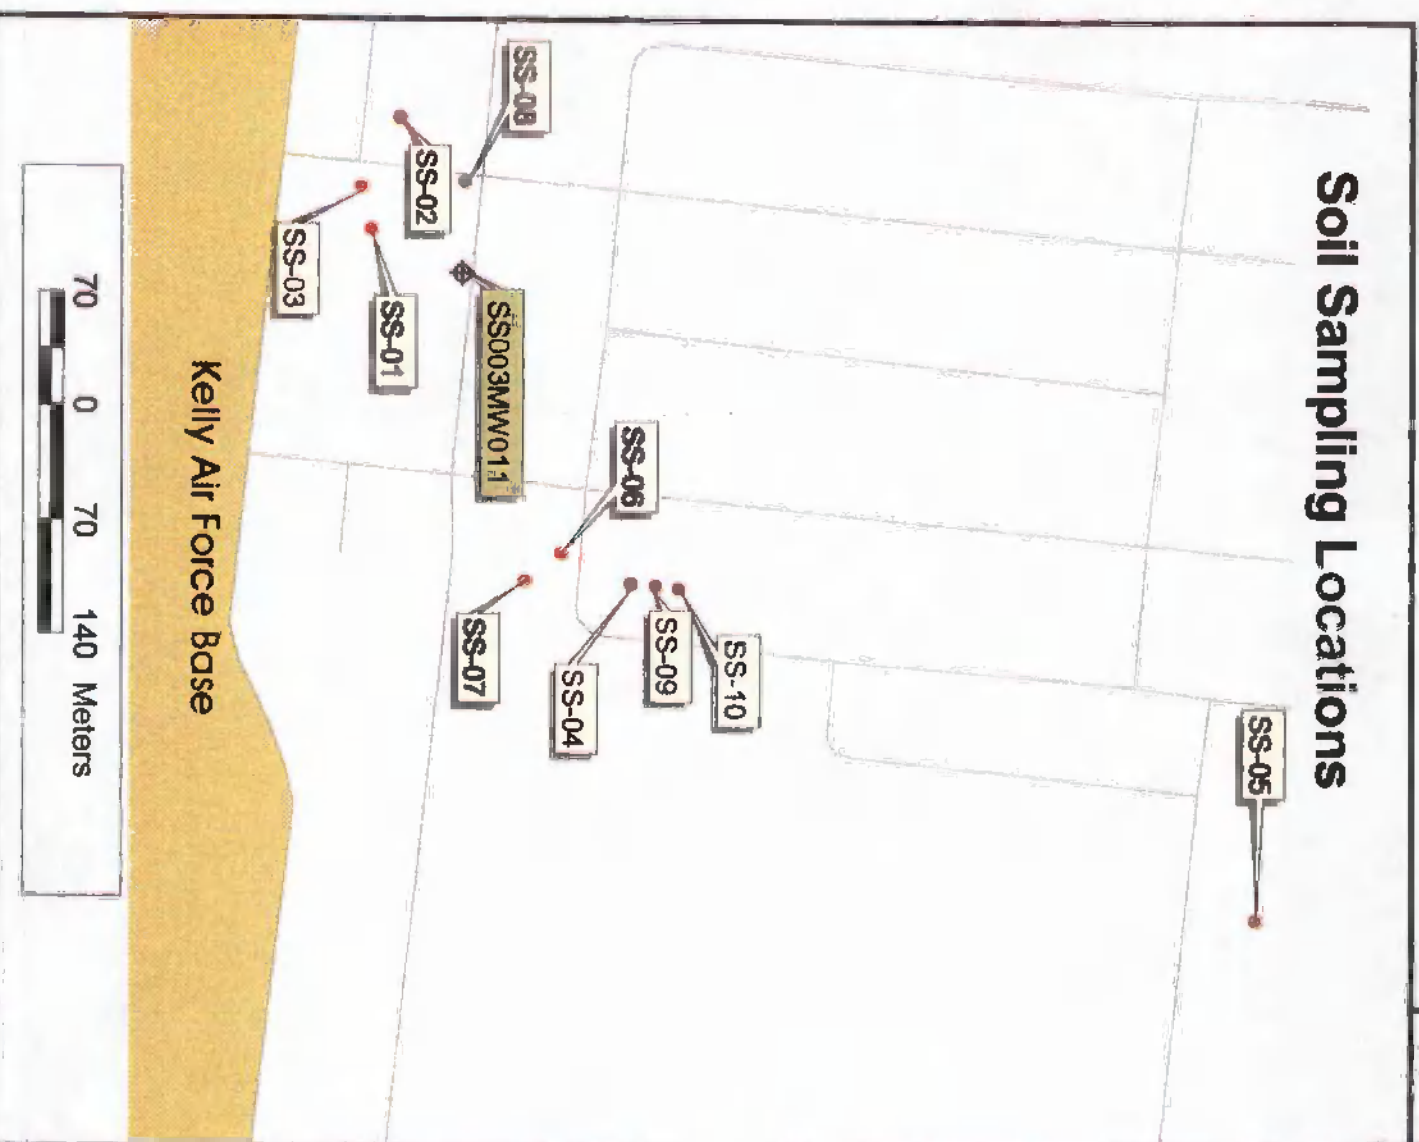 Soil Sampling Locations
SS-05
SS-10
SS-09
SS-04
SS-06
SS-07
SS-08
SS003MW011
SS-02
SS-01
SS-03
Kelly Air Force Base
70 0 70 140 Meters